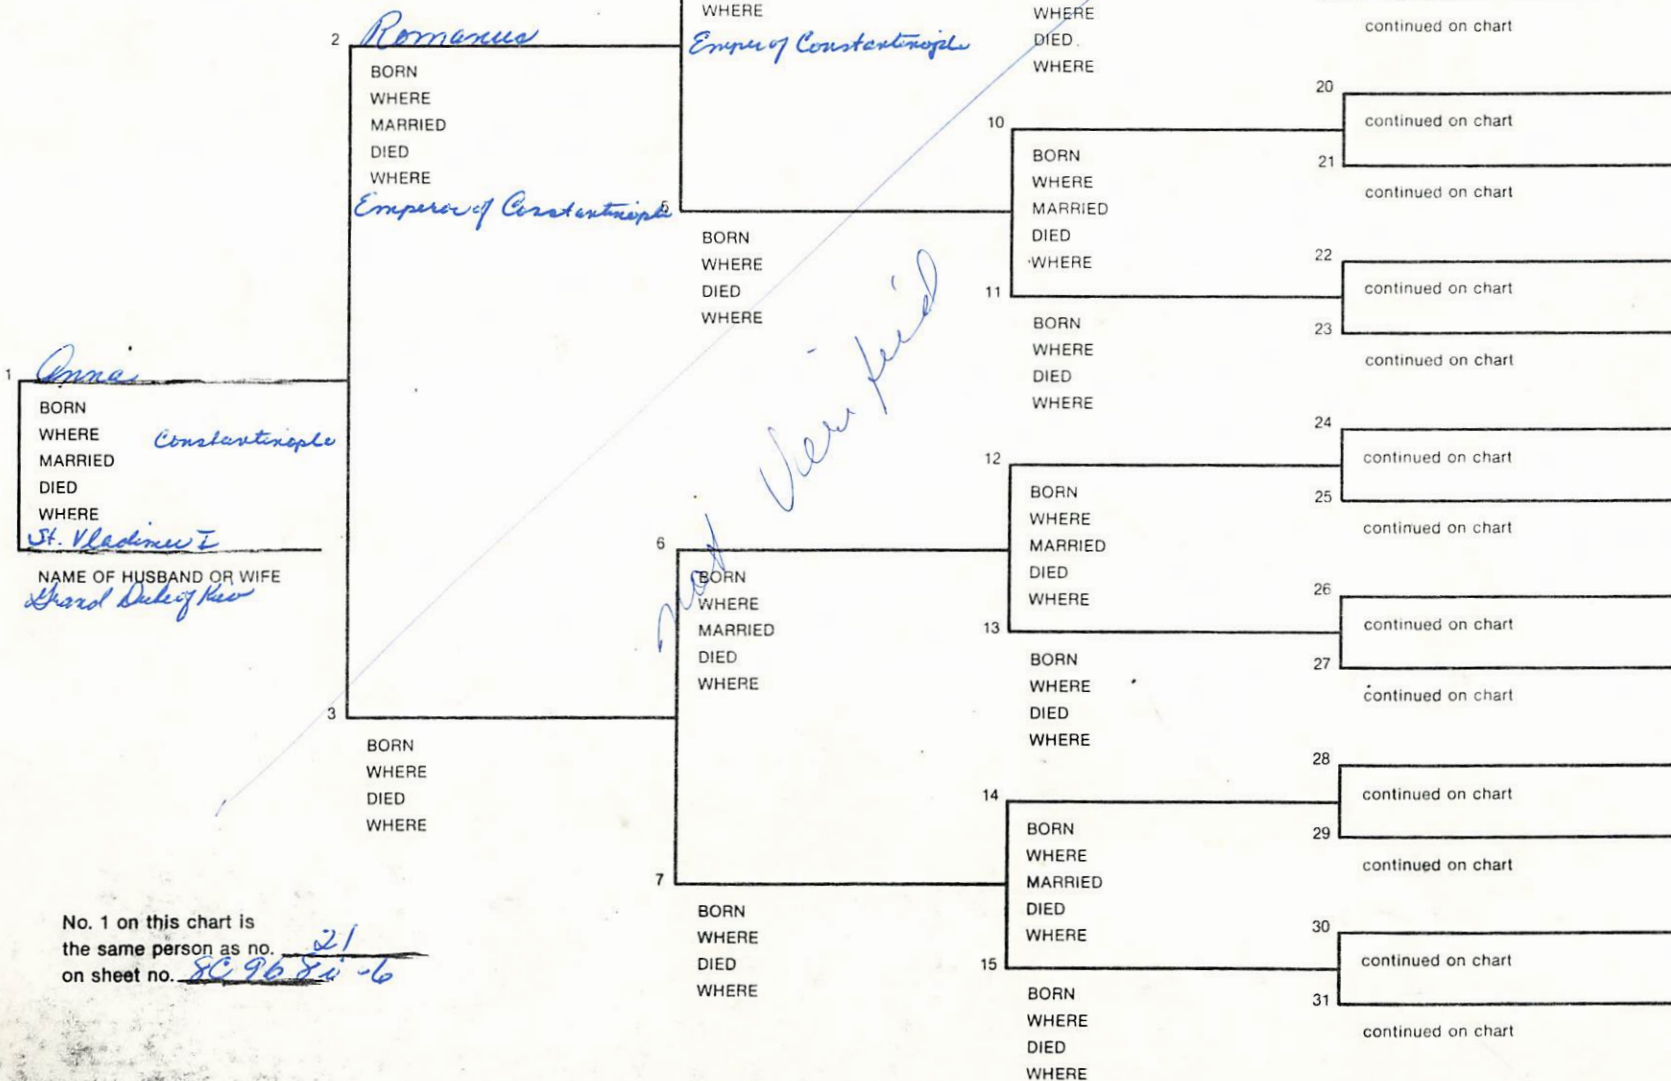 1
Anna
BORN
WHERE Constantinople
MARRIED
DIED
WHERE
St. Vladimir I
NAME OF HUSBAND OR WIFE
Grand Duke of Kiev
No. 1 on this chart is
the same person as no. 21
on sheet no.
2
Romanus
BORN
WHERE
MARRIED
DIED
WHERE
Emperor of Constantinople
3
BORN
WHERE
DIED
WHERE
WHERE
Emper of Constantinople
5
BORN
WHERE
DIED
WHERE
not Verified
6
BORN
WHERE
MARRIED
DIED
WHERE
7
BORN
WHERE
DIED
WHERE
WHERE
DIED
WHERE
10
BORN
WHERE
MARRIED
DIED
WHERE
11
BORN
WHERE
DIED
WHERE
12
BORN
WHERE
MARRIED
DIED
WHERE
13
BORN
WHERE
DIED
WHERE
14
BORN
WHERE
MARRIED
DIED
WHERE
15
BORN
WHERE
DIED
WHERE
continued on chart
20
continued on chart
21
continued on chart
22
continued on chart
23
continued on chart
24
continued on chart
25
continued on chart
26
continued on chart
27
continued on chart
28
continued on chart
29
continued on chart
30
continued on chart
31
continued on chart